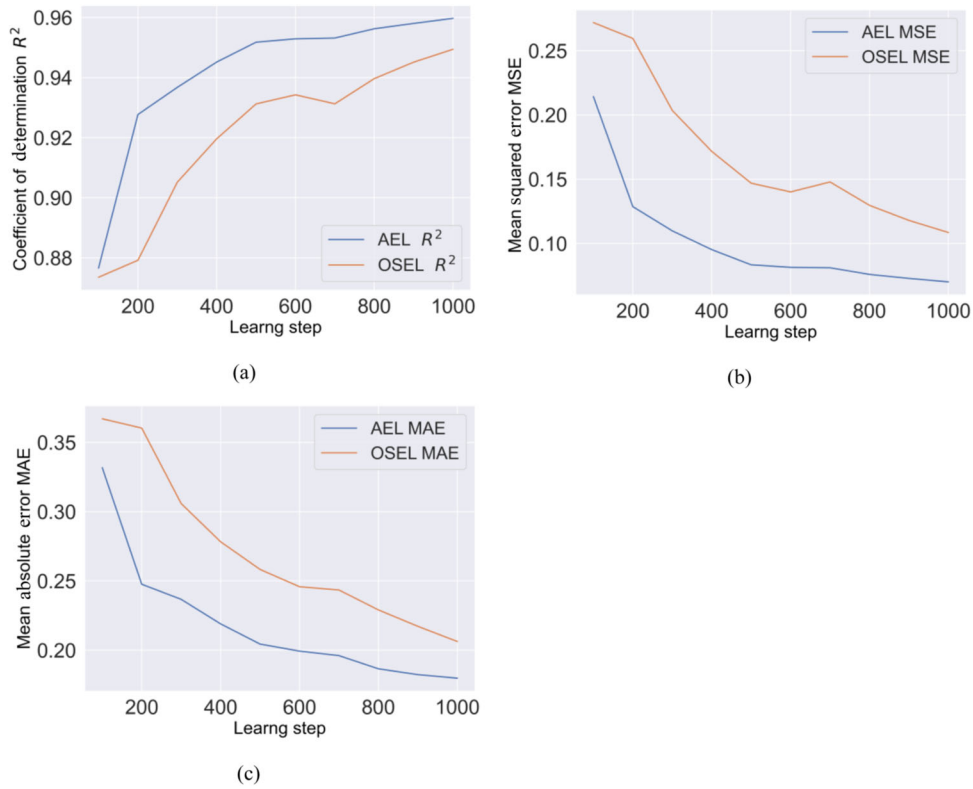 0.96
0.94
0.92
0.90
0.88
Coefficient of determination R²
AEL R²
OSEL R²
200 400 600 800 1000
Learng step
(a)
0.25
0.20
0.15
0.10
Mean squared error MSE
AEL MSE
OSEL MSE
200 400 600 800 1000
Learng step
(b)
0.35
0.30
0.25
0.20
Mean absolute error MAE
AEL MAE
OSEL MAE
200 400 600 800 1000
Learng step
(c)